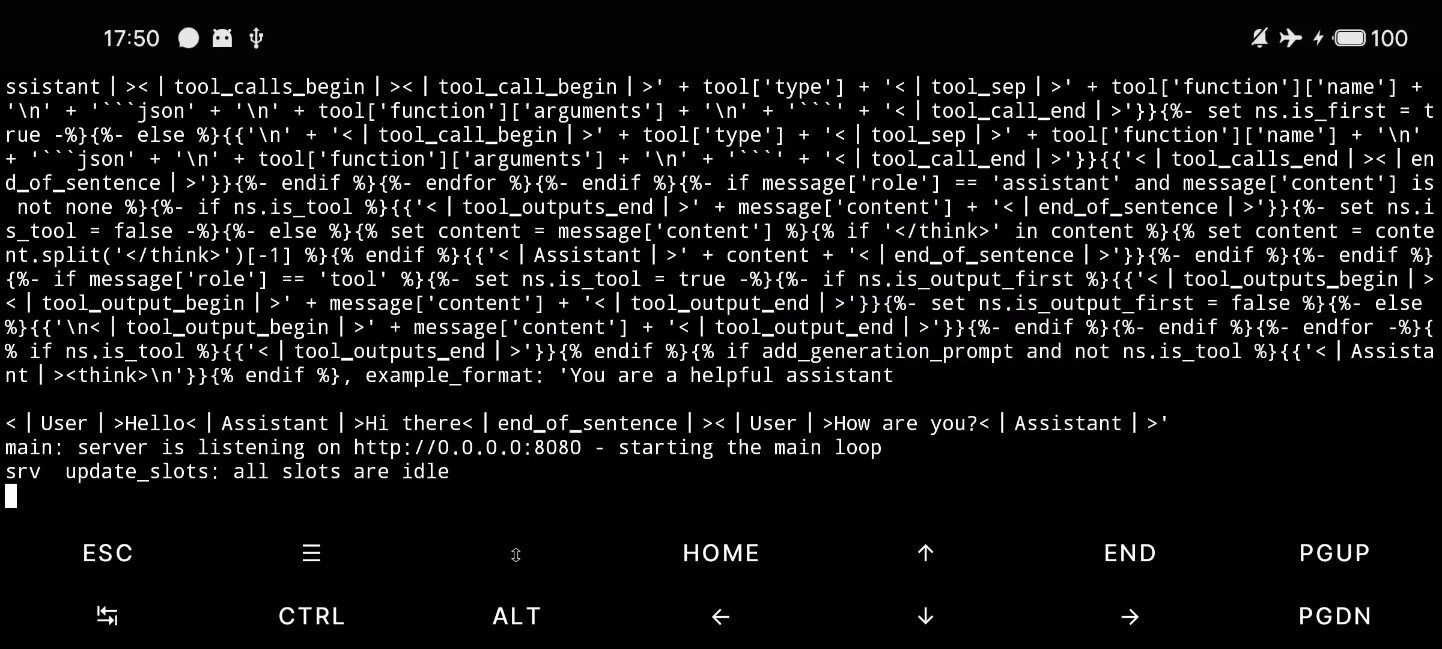 17:50 100
ssistant|><|tool_calls_begin|><|tool_call_begin|>' + tool['type'] + '<|tool_sep|>' + tool['function']['name'] +
'\n' + '```json' + '\n' + tool['function']['arguments'] + '\n' + '```' + '<|tool_call_end|>'}}{%- set ns.is_first = t
rue -%}{%- else %}{{'\n' + '<|tool_call_begin|>' + tool['type'] + '<|tool_sep|>' + tool['function']['name'] + '\n'
+ '```json' + '\n' + tool['function']['arguments'] + '\n' + '```' + '<|tool_call_end|>'}}{{'<|tool_calls_end|><|en
d_of_sentence|>'}}{%- endif %}{%- endfor %}{%- endif %}{%- if message['role'] == 'assistant' and message['content'] is
 not none %}{%- if ns.is_tool %}{{'<|tool_outputs_end|>' + message['content'] + '<|end_of_sentence|>'}}{%- set ns.i
s_tool = false -%}{%- else %}{% set content = message['content'] %}{% if '</think>' in content %}{% set content = conte
nt.split('</think>')[-1] %}{% endif %}{{'<|Assistant|>' + content + '<|end_of_sentence|>'}}{%- endif %}{%- endif %}
{%- if message['role'] == 'tool' %}{%- set ns.is_tool = true -%}{%- if ns.is_output_first %}{{'<|tool_outputs_begin|>
<|tool_output_begin|>' + message['content'] + '<|tool_output_end|>'}}{%- set ns.is_output_first = false %}{%- else
%}{{'\n<|tool_output_begin|>' + message['content'] + '<|tool_output_end|>'}}{%- endif %}{%- endif %}{%- endfor -%}{
% if ns.is_tool %}{{'<|tool_outputs_end|>'}}{% endif %}{% if add_generation_prompt and not ns.is_tool %}{{'<|Assista
nt|><think>\n'}}{% endif %}, example_format: 'You are a helpful assistant
<|User|>Hello<|Assistant|>Hi there<|end_of_sentence|><|User|>How are you?<|Assistant|>'
main: server is listening on http://0.0.0.0:8080 - starting the main loop
srv  update_slots: all slots are idle
ESC ☰ ⇳ HOME ↑ END PGUP
↹ CTRL ALT ← ↓ → PGDN